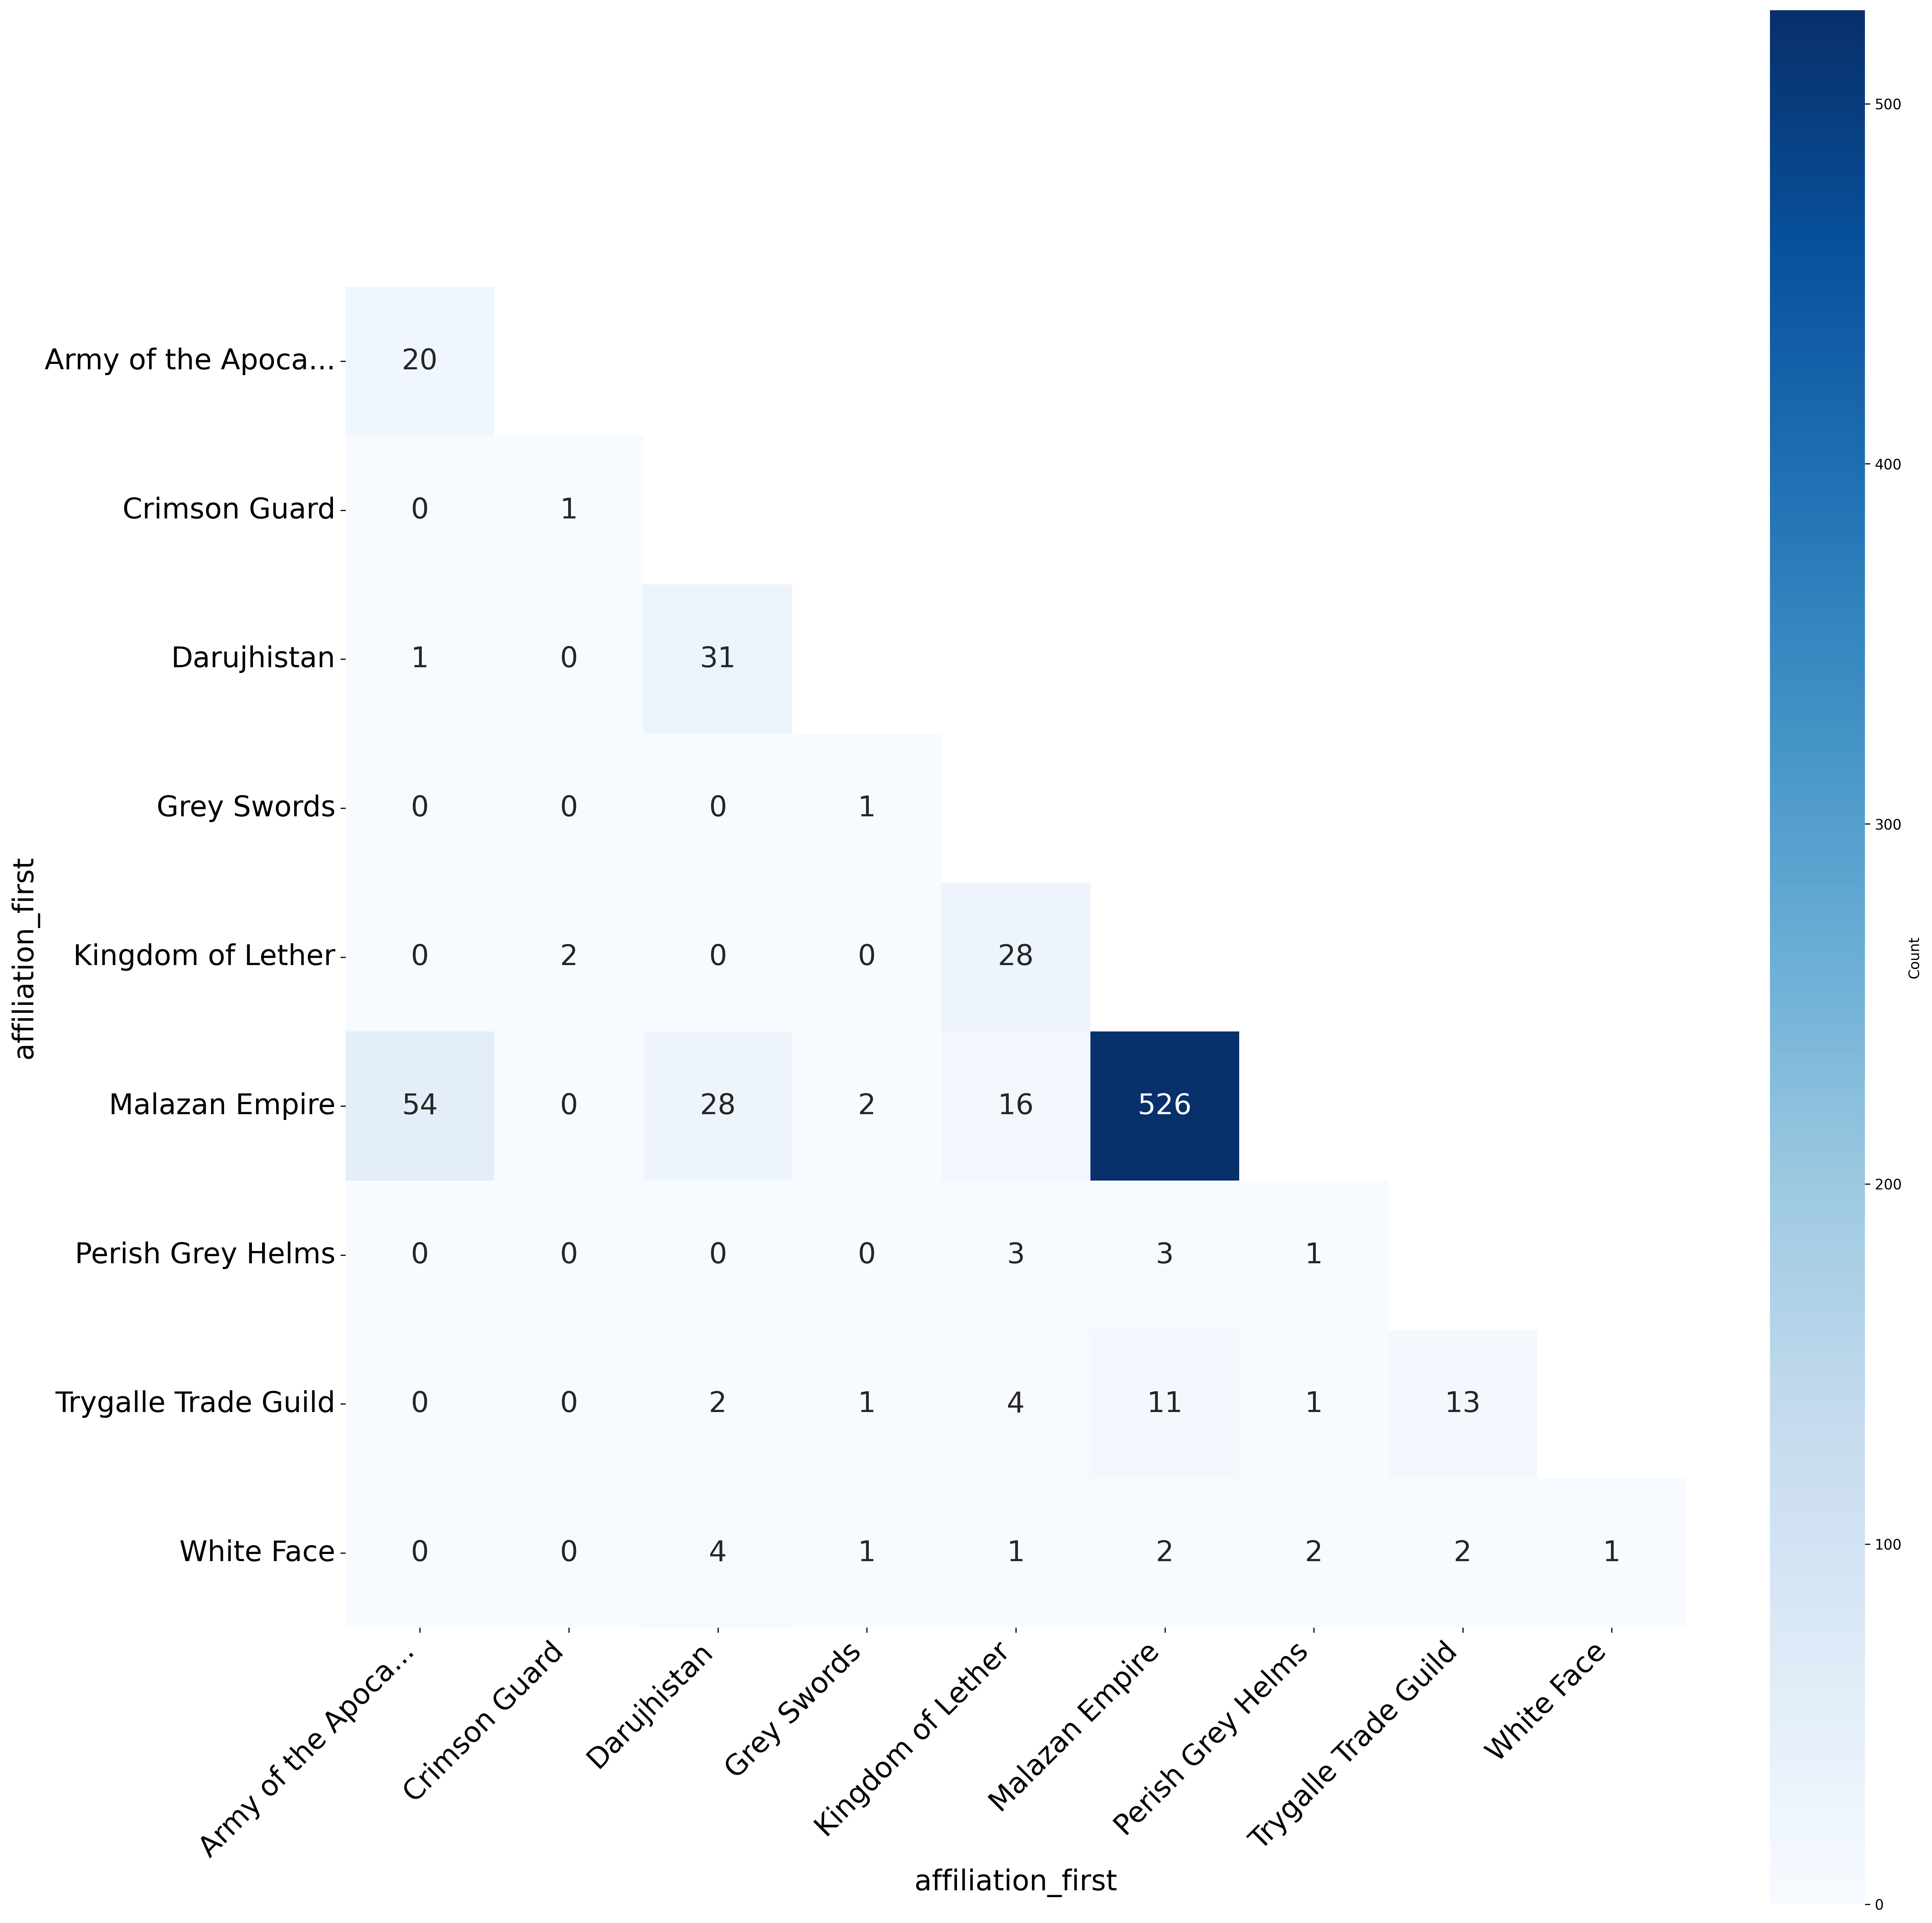 500
400
300
200
100
0
Count
affiliation_first
Army of the Apoca... 20
Crimson Guard 0 1
Darujhistan 1 0 31
Grey Swords 0 0 0 1
Kingdom of Lether 0 2 0 0 28
Malazan Empire 54 0 28 2 16 526
Perish Grey Helms 0 0 0 0 3 3 1
Trygalle Trade Guild 0 0 2 1 4 11 1 13
White Face 0 0 4 1 1 2 2 2 1
Army of the Apoca...
Crimson Guard
Darujhistan
Grey Swords
Kingdom of Lether
Malazan Empire
Perish Grey Helms
Trygalle Trade Guild
White Face
affiliation_first